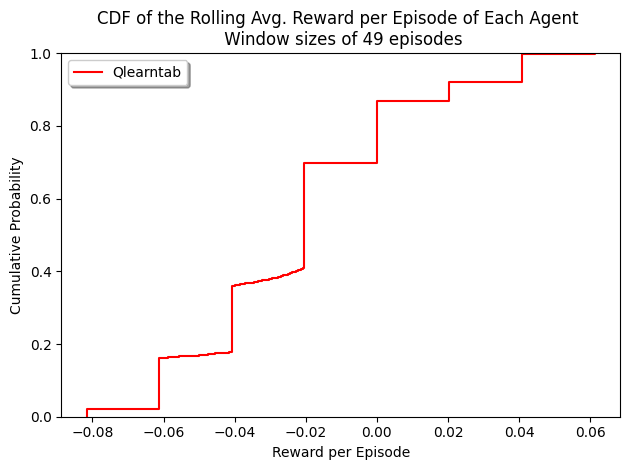 CDF of the Rolling Avg. Reward per Episode of Each Agent
Window sizes of 49 episodes
Qlearntab
Cumulative Probability
1.0
0.8
0.6
0.4
0.2
0.0
−0.08 −0.06 −0.04 −0.02 0.00 0.02 0.04 0.06
Reward per Episode